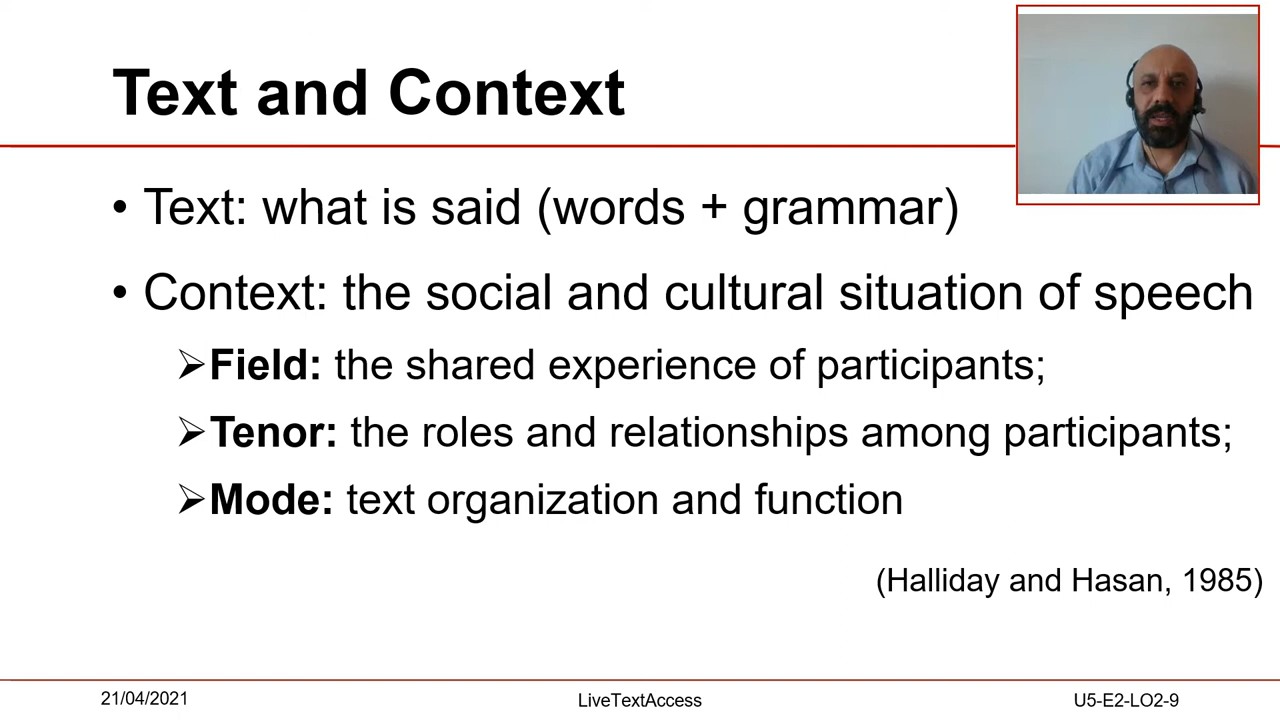 Text and Context
• Text: what is said (words + grammar)
• Context: the social and cultural situation of speech
➢Field: the shared experience of participants;
➢Tenor: the roles and relationships among participants;
➢Mode: text organization and function
(Halliday and Hasan, 1985)
21/04/2021
LiveTextAccess
U5-E2-LO2-9